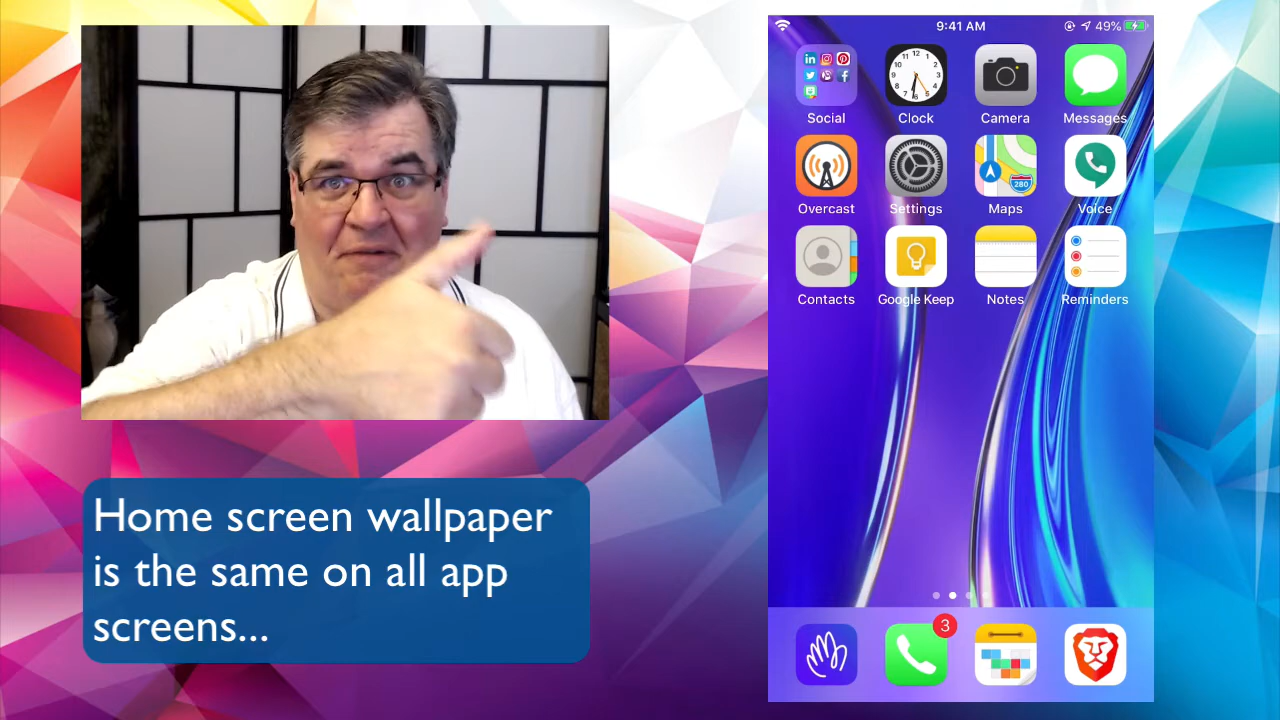 9:41 AM
49%
Social
Clock
Camera
Messages
Overcast
Settings
Maps
Voice
280
Contacts
Google Keep
Notes
Reminders
3
Home screen wallpaper
is the same on all app
screens...